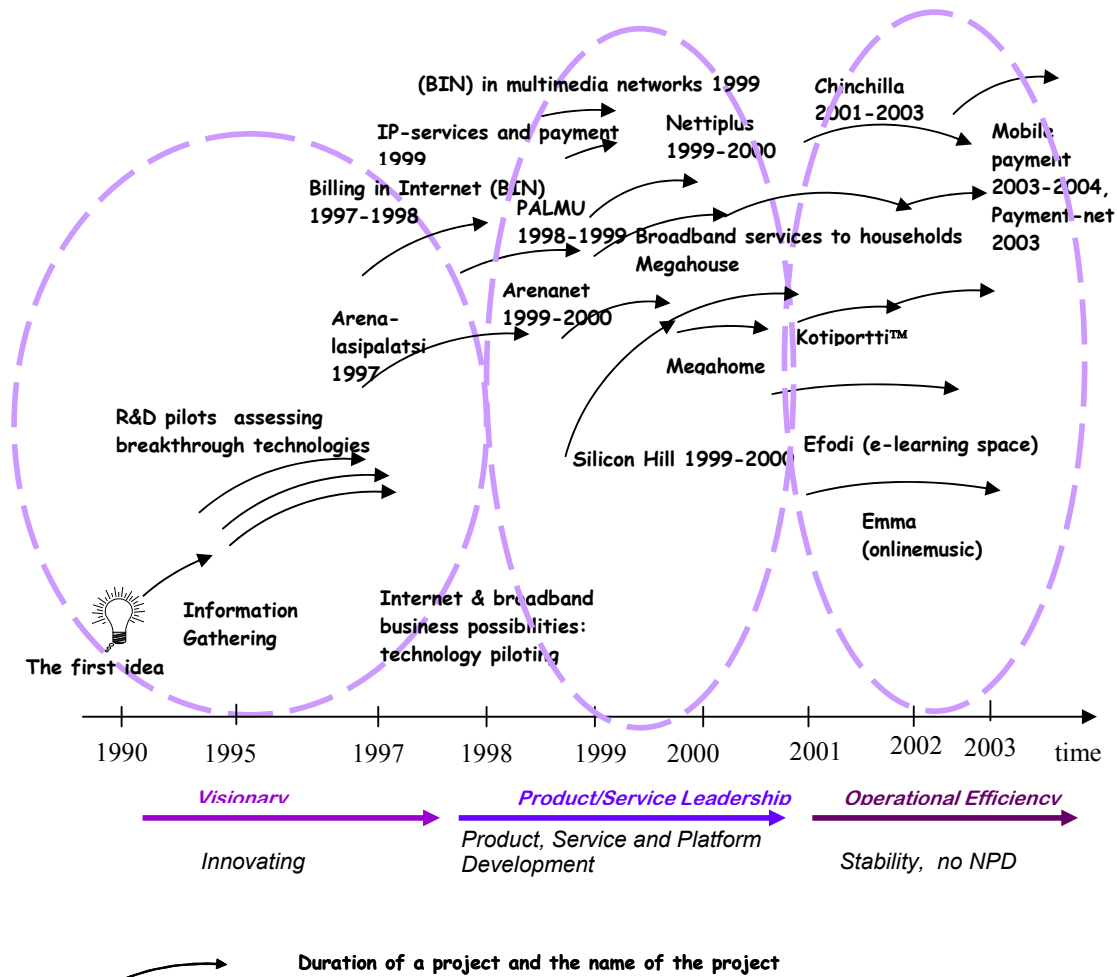 (BIN) in multimedia networks 1999
IP-services and payment
1999
Billing in Internet (BIN)
1997-1998
Nettiplus
1999-2000
Chinchilla
2001-2003
Mobile
payment
2003-2004,
Payment-net
2003
PALMU
1998-1999
Broadband services to households
Megahouse
Arena-
lasipalatsi
1997
Arenanet
1999-2000
Megahome
Kotiportti™
R&D pilots assessing
breakthrough technologies
Silicon Hill 1999-2000
Efodi (e-learning space)
Emma
(onlinemusic)
The first idea
Information
Gathering
Internet & broadband
business possibilities:
technology piloting
1990 1995 1997 1998 1999 2000 2001 2002 2003 time
Visionary
Product/Service Leadership
Operational Efficiency
Innovating
Product, Service and Platform
Development
Stability, no NPD
Duration of a project and the name of the project